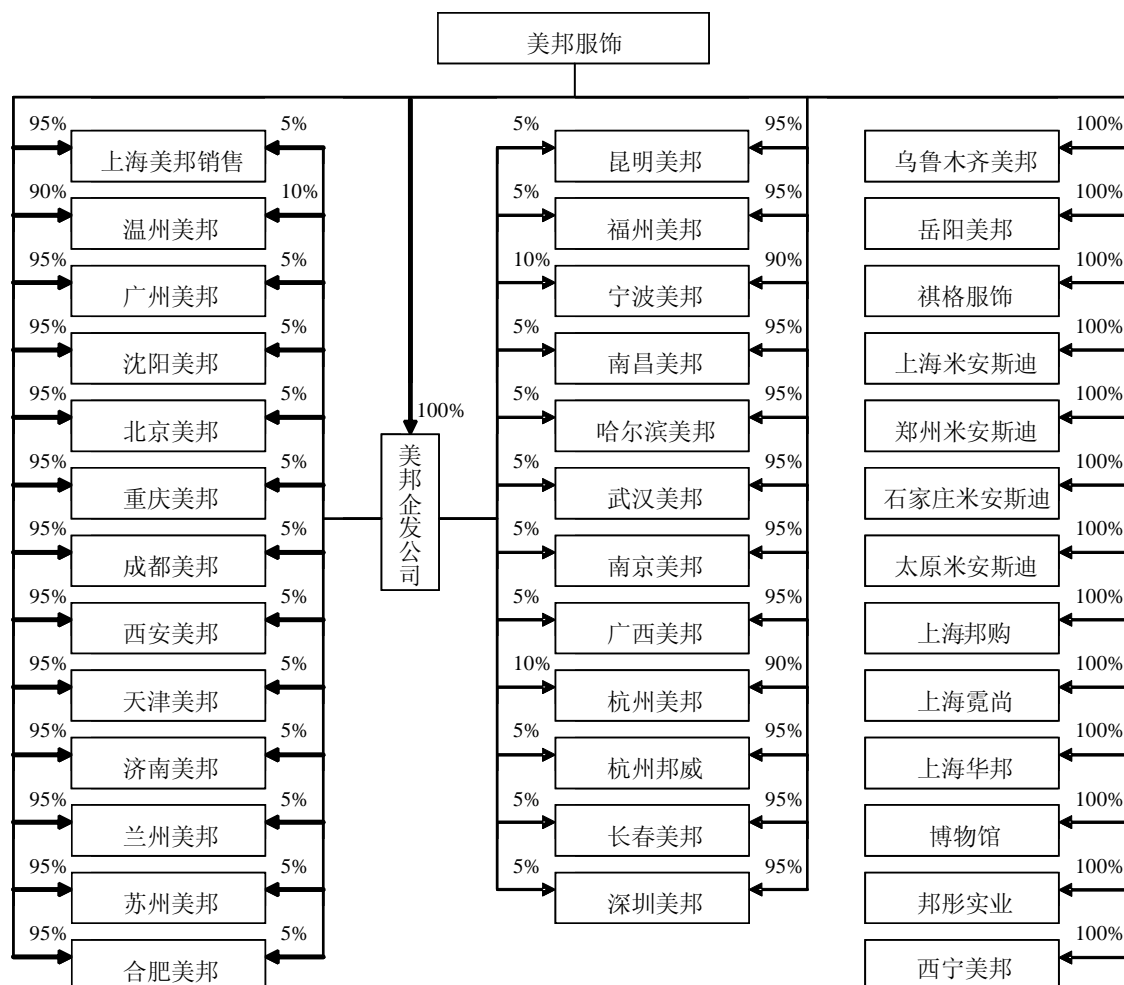 美邦服饰
95% 5% 5% 95% 100%
上海美邦销售 昆明美邦 乌鲁木齐美邦
90% 10% 5% 95% 100%
温州美邦 福州美邦 岳阳美邦
95% 5% 10% 90% 100%
广州美邦 宁波美邦 祺格服饰
95% 5% 5% 95% 100%
沈阳美邦 南昌美邦 上海米安斯迪
95% 5% 100% 5% 95% 100%
北京美邦 哈尔滨美邦 郑州米安斯迪
美邦企发公司
95% 5% 5% 95% 100%
重庆美邦 武汉美邦 石家庄米安斯迪
95% 5% 5% 95% 100%
成都美邦 南京美邦 太原米安斯迪
95% 5% 5% 95% 100%
西安美邦 广西美邦 上海邦购
95% 5% 10% 90% 100%
天津美邦 杭州美邦 上海霓尚
95% 5% 5% 95% 100%
济南美邦 杭州邦威 上海华邦
95% 5% 5% 95% 100%
兰州美邦 长春美邦 博物馆
95% 5% 5% 95% 100%
苏州美邦 深圳美邦 邦彤实业
95% 5% 100%
合肥美邦 西宁美邦